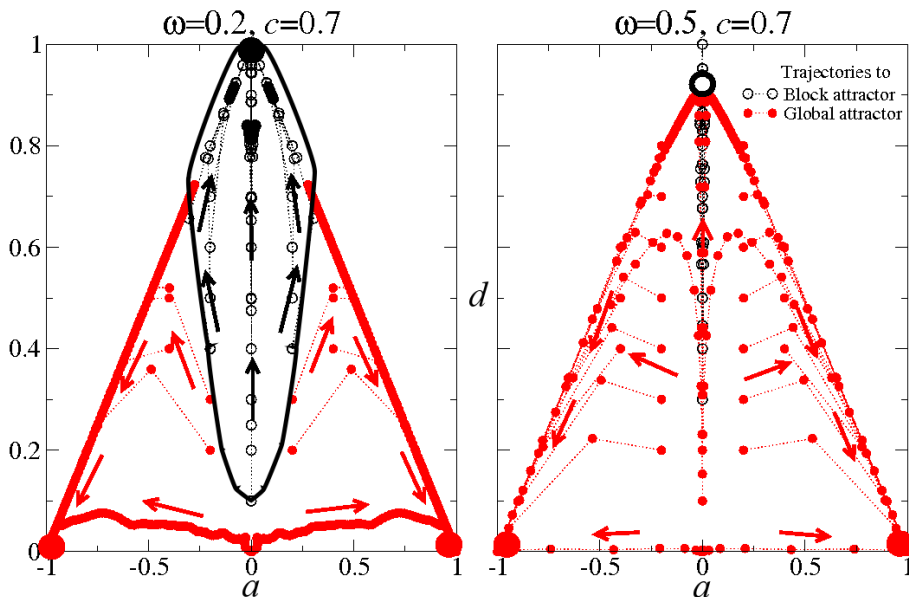 ω=0.2, c=0.7
1
0.8
0.6
0.4
0.2
0
-1
-0.5
0
0.5
1
a
ω=0.5, c=0.7
Trajectories to
Block attractor
Global attractor
d
-1
-0.5
0
0.5
1
a